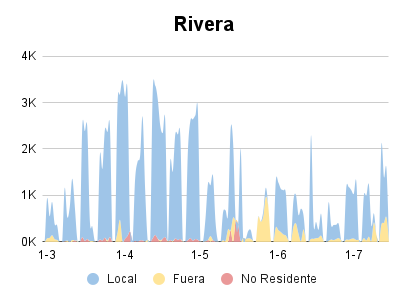 Rivera
4K
3K
2K
1K
0K
1-3 1-4 1-5 1-6 1-7
Local Fuera No Residente